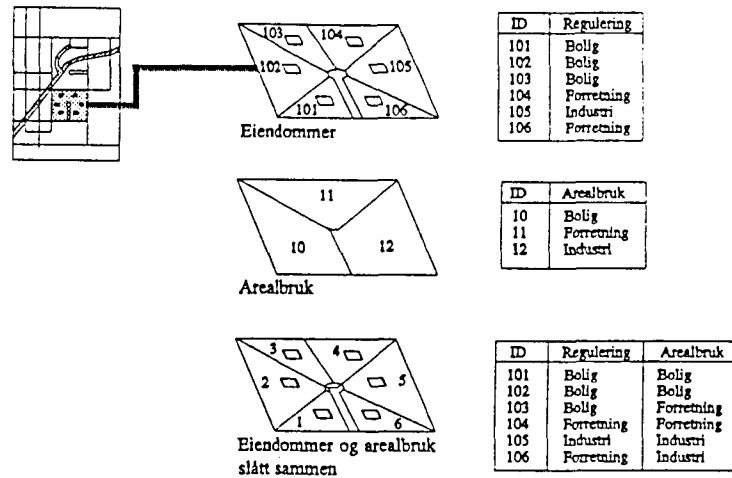 103
104
102
105
101
106
Eiendommer
ID Regulering
101 Bolig
102 Bolig
103 Bolig
104 Forretning
105 Industri
106 Forretning
11
10
12
Arealbruk
ID Arealbruk
10 Bolig
11 Forretning
12 Industri
3
4
2
5
1
6
Eiendommer og arealbruk
slått sammen
ID Regulering Arealbruk
101 Bolig Bolig
102 Bolig Bolig
103 Bolig Forretning
104 Forretning Forretning
105 Industri Industri
106 Forretning Industri